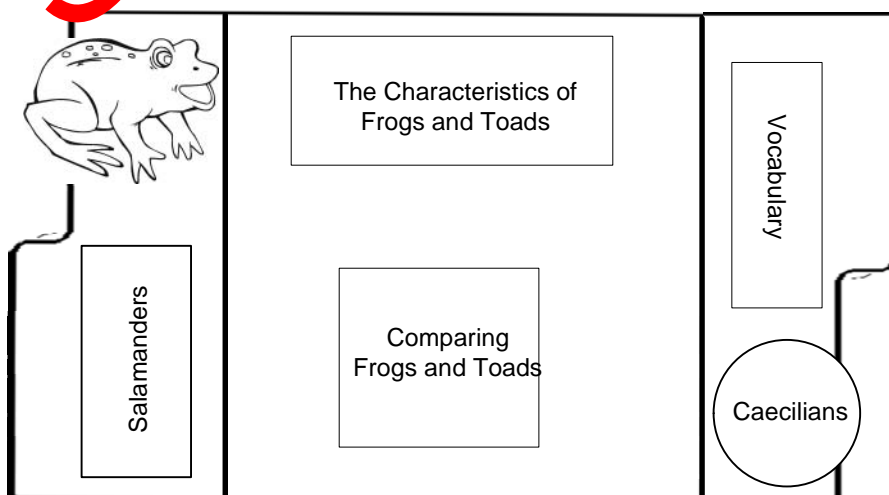 The Characteristics of
Frogs and Toads
Vocabulary
Salamanders
Comparing
Frogs and Toads
Caecilians